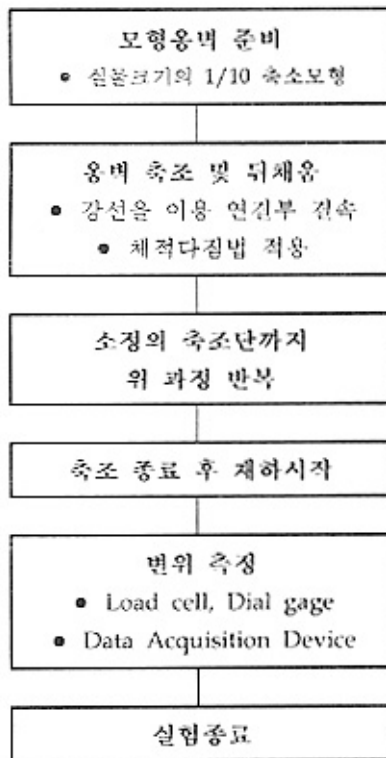 모형옹벽 준비
● 실물크기의 1/10 축소모형
옹벽 축조 및 뒤채움
● 강선을 이용 연결부 결속
● 체적다짐법 적용
소정의 축조단까지
위 과정 반복
축조 종료 후 재하시작
변위 측정
● Load cell, Dial gage
● Data Acquisition Device
실험종료